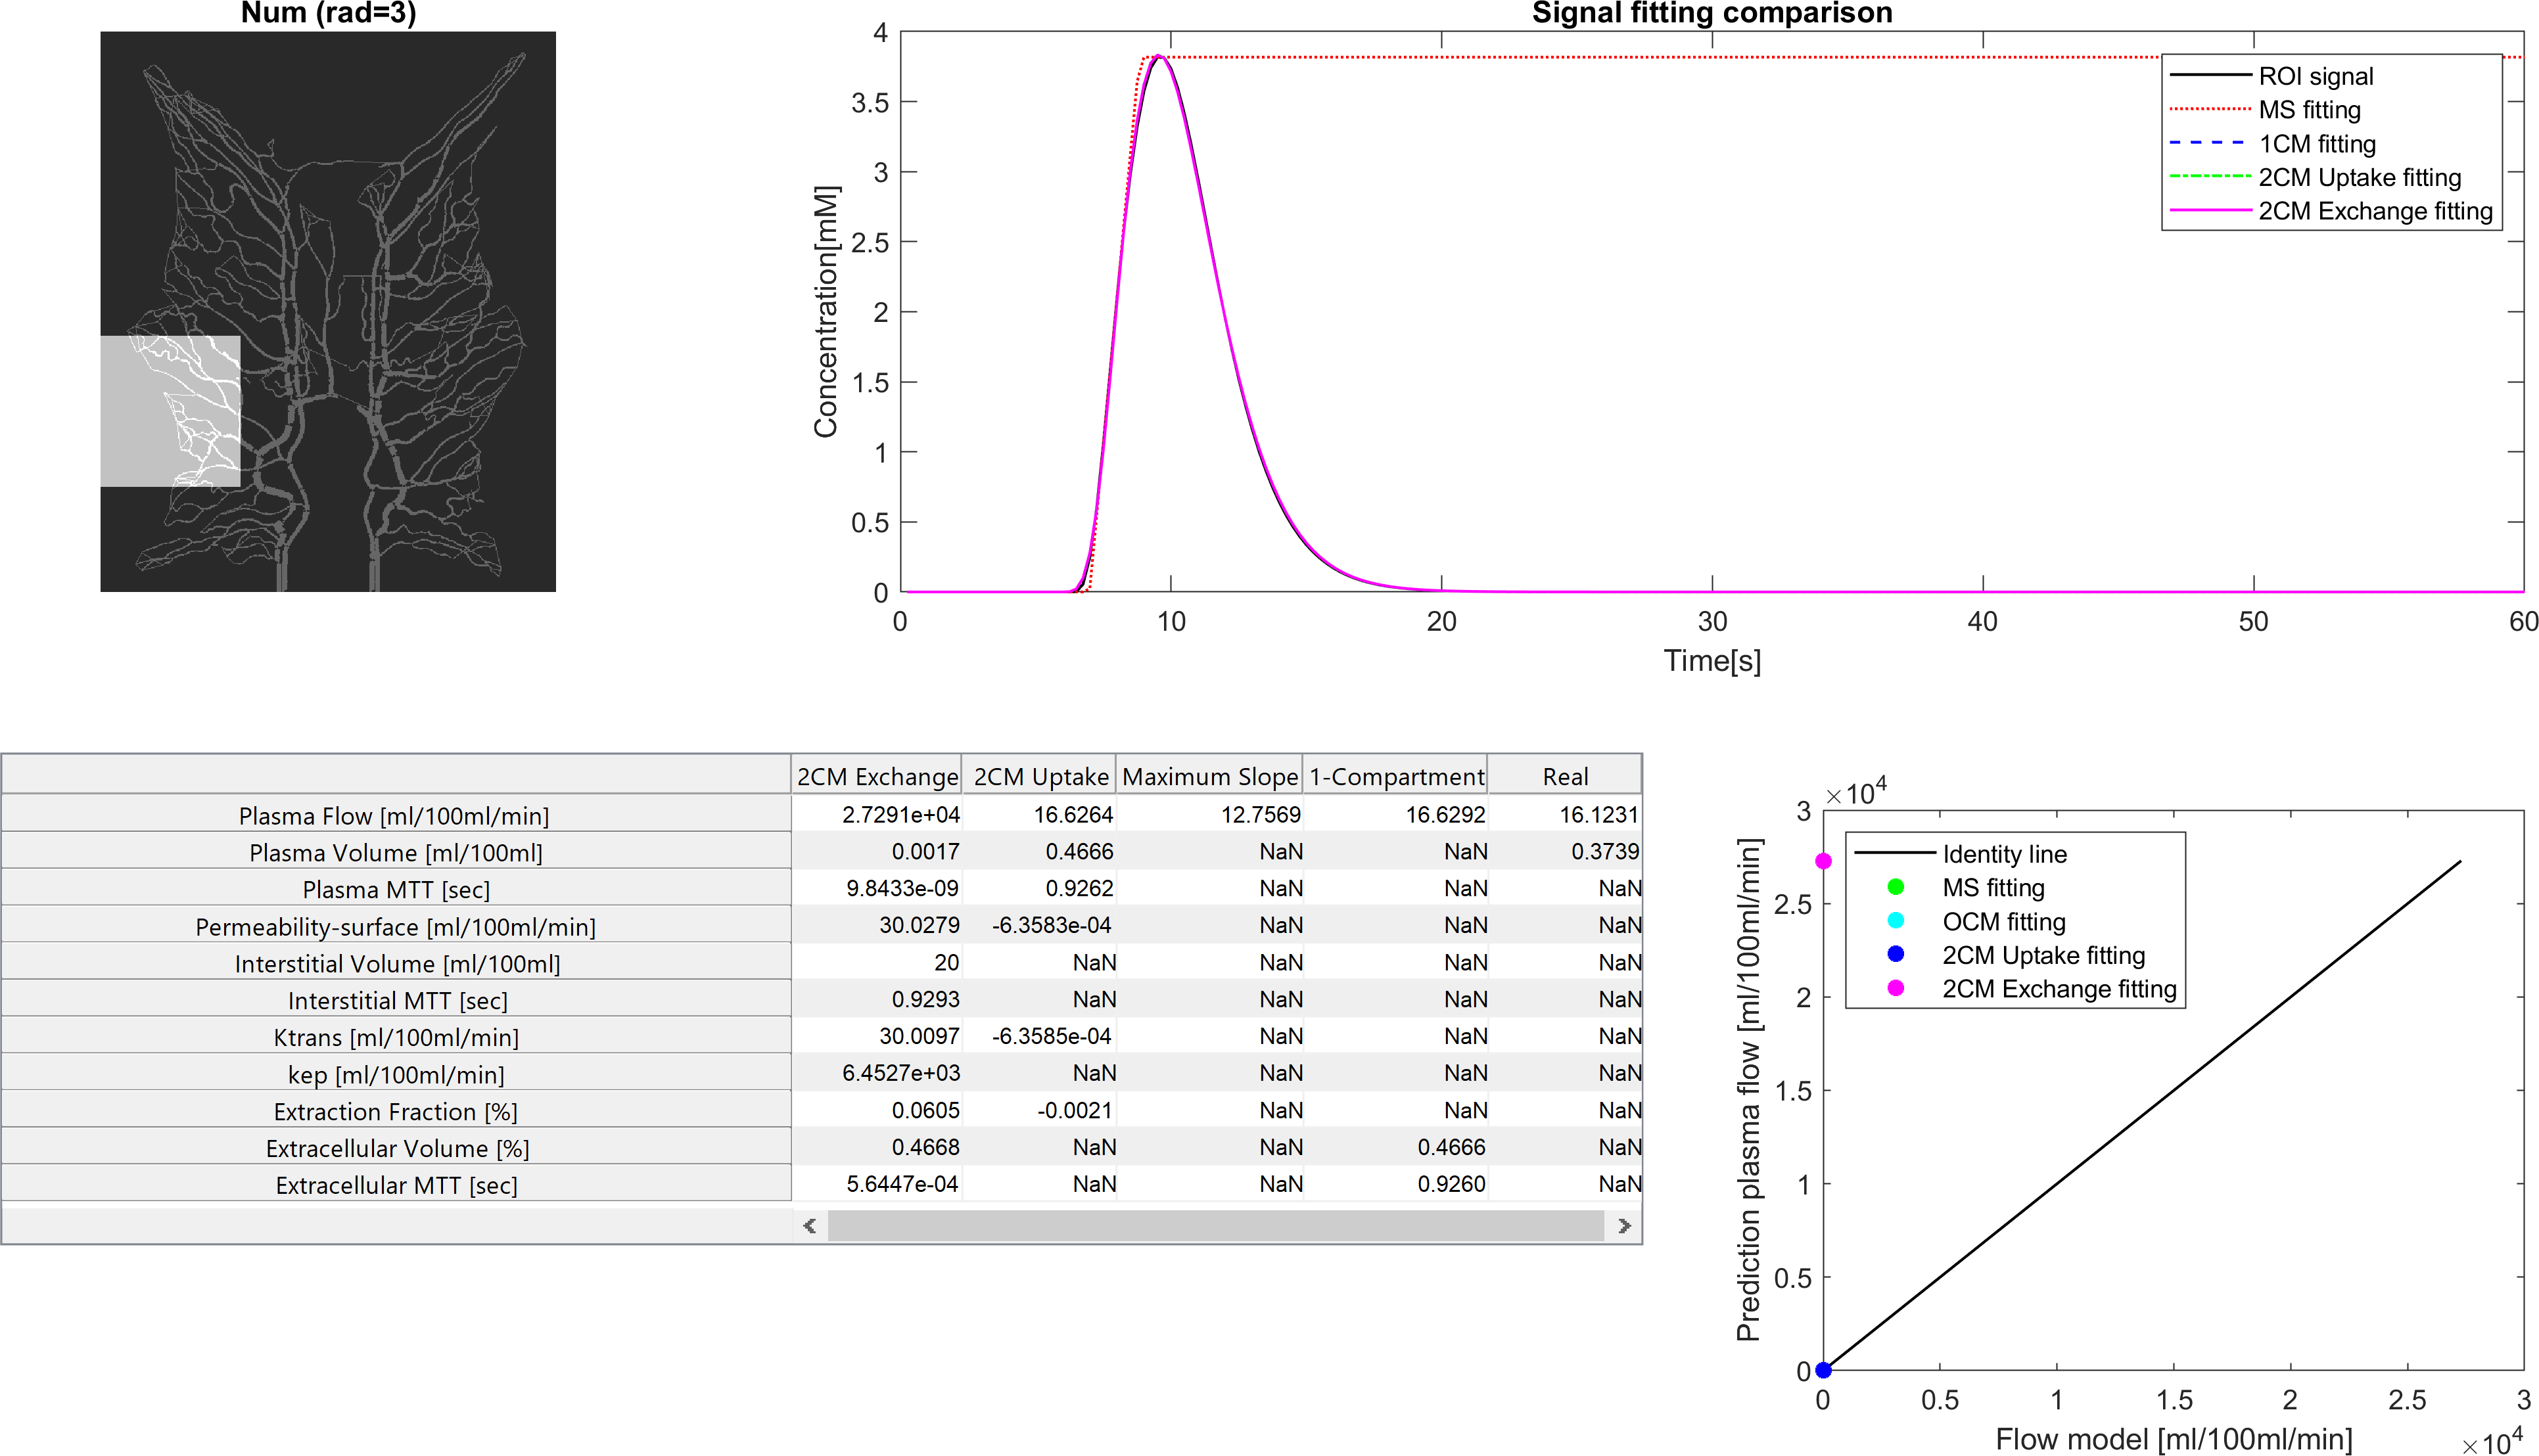 Num (rad=3)
Signal fitting comparison
4
3.5
3
2.5
2
1.5
1
0.5
0
Concentration[mM]
0 10 20 30 40 50 60
Time[s]
ROI signal
MS fitting
1CM fitting
2CM Uptake fitting
2CM Exchange fitting
2CM Exchange 2CM Uptake Maximum Slope 1-Compartment Real
Plasma Flow [ml/100ml/min] 2.7291e+04 16.6264 12.7569 16.6292 16.1231
Plasma Volume [ml/100ml] 0.0017 0.4666 NaN NaN 0.3739
Plasma MTT [sec] 9.8433e-09 0.9262 NaN NaN NaN
Permeability-surface [ml/100ml/min] 30.0279 -6.3583e-04 NaN NaN NaN
Interstitial Volume [ml/100ml] 20 NaN NaN NaN NaN
Interstitial MTT [sec] 0.9293 NaN NaN NaN NaN
Ktrans [ml/100ml/min] 30.0097 -6.3585e-04 NaN NaN NaN
kep [ml/100ml/min] 6.4527e+03 NaN NaN NaN NaN
Extraction Fraction [%] 0.0605 -0.0021 NaN NaN NaN
Extracellular Volume [%] 0.4668 NaN NaN 0.4666 NaN
Extracellular MTT [sec] 5.6447e-04 NaN NaN 0.9260 NaN
×10⁴
3
2.5
2
1.5
1
0.5
0
Prediction plasma flow [ml/100ml/min]
Identity line
MS fitting
OCM fitting
2CM Uptake fitting
2CM Exchange fitting
0 0.5 1 1.5 2 2.5 3
Flow model [ml/100ml/min]
×10⁴